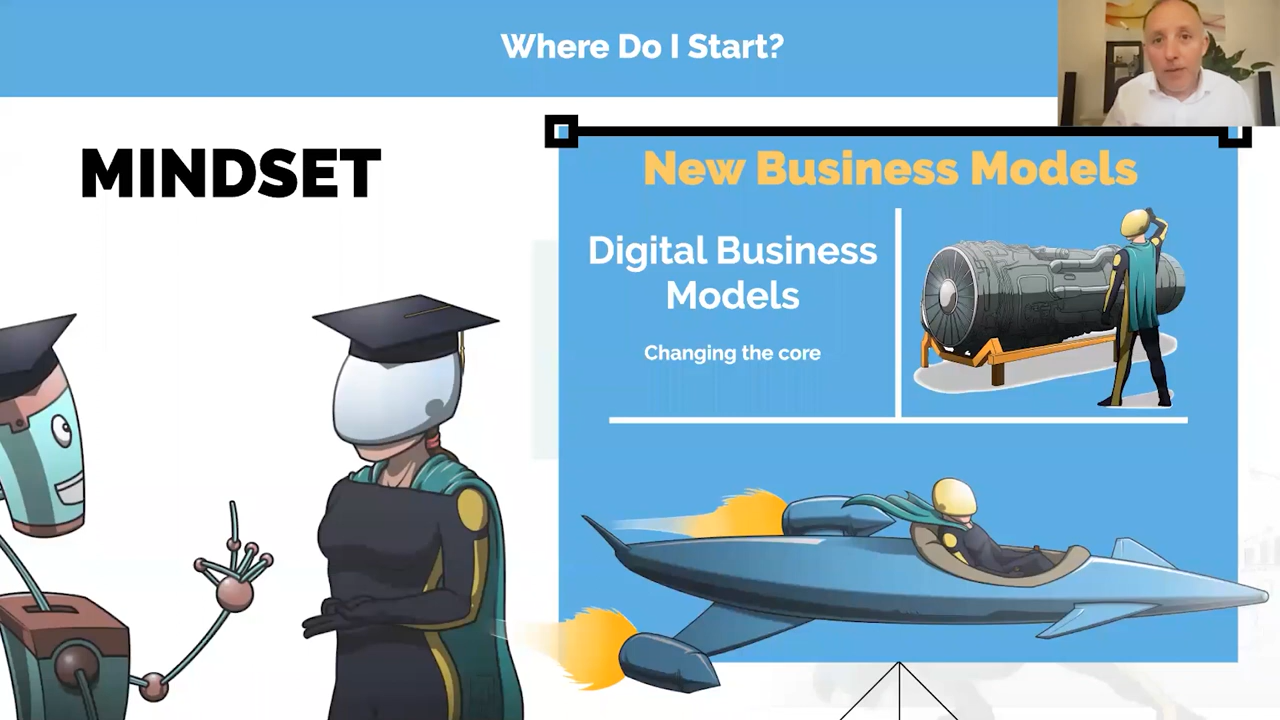 Where Do I Start?
MINDSET
New Business Models
Digital Business
Models
Changing the core